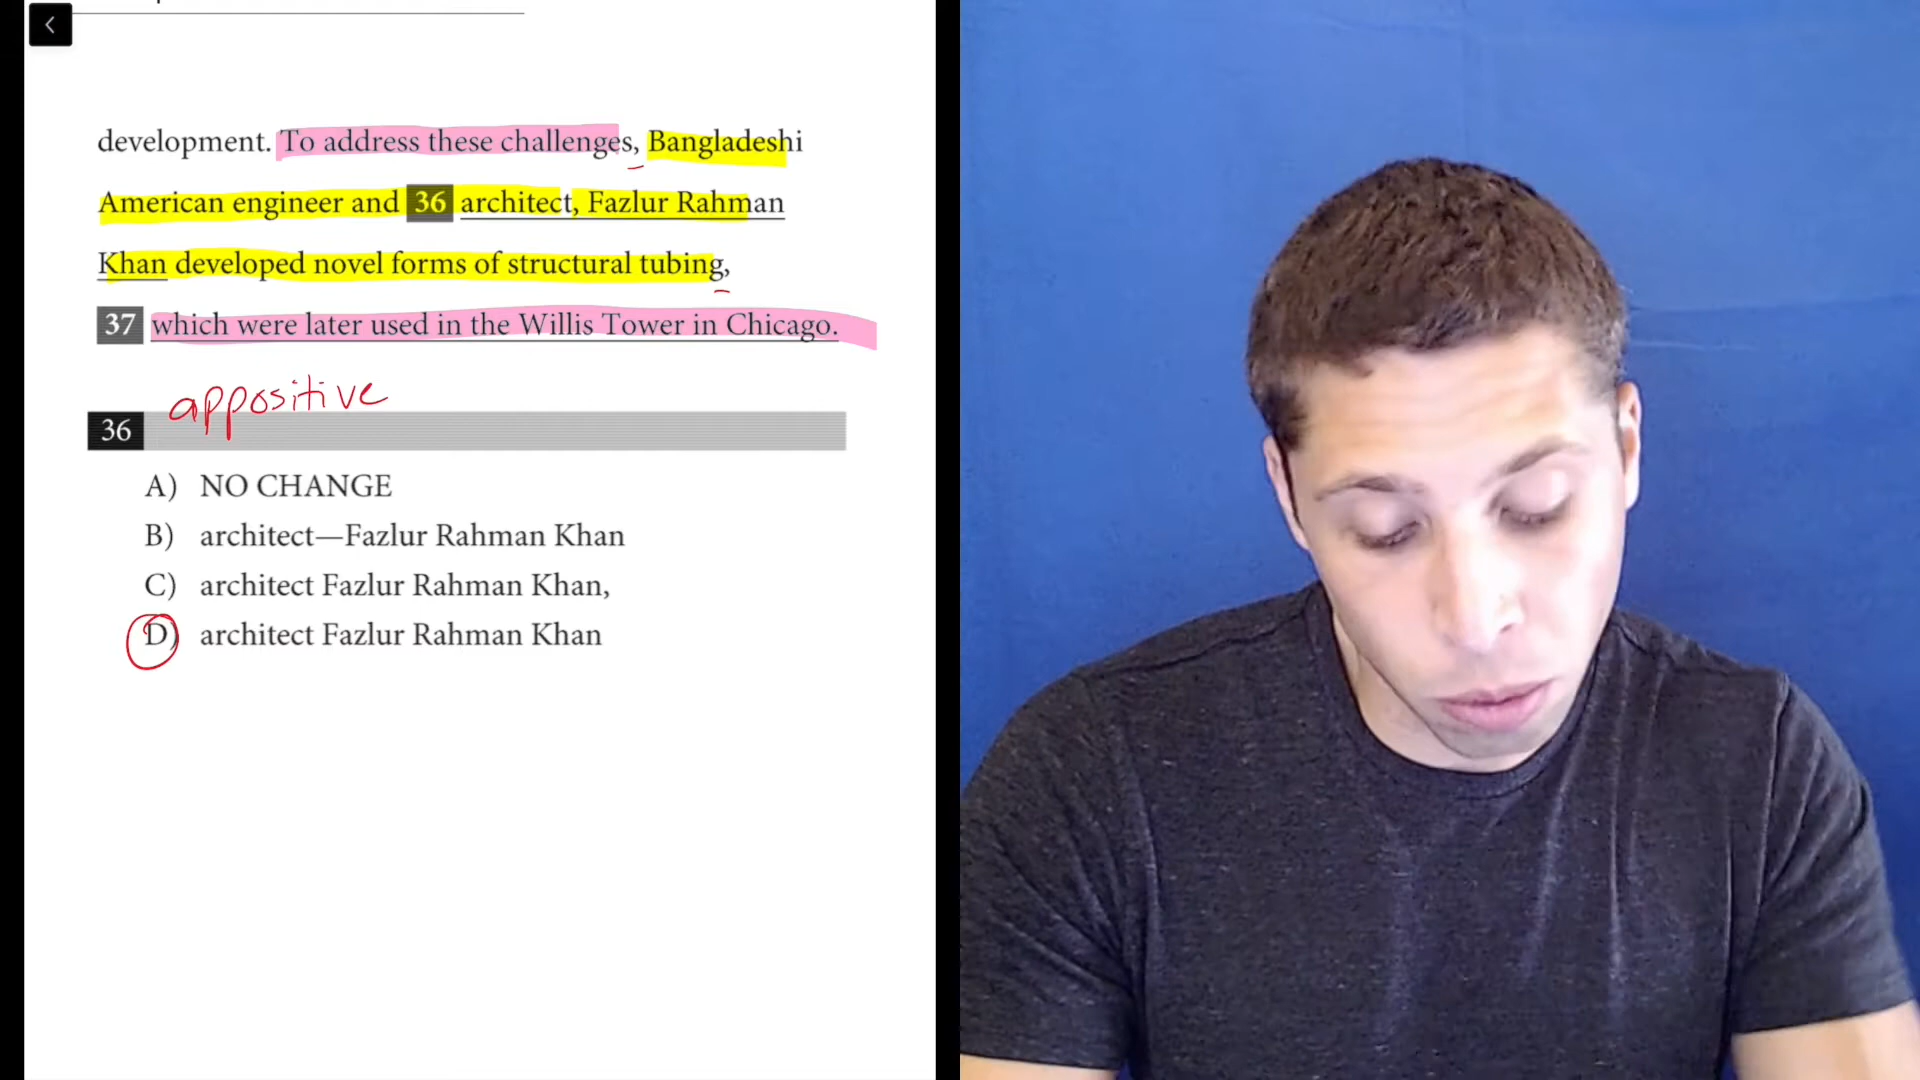 development. To address these challenges, Bangladeshi
American engineer and 36 architect, Fazlur Rahman
Khan developed novel forms of structural tubing,
37 which were later used in the Willis Tower in Chicago.
appositive
36
A) NO CHANGE
B) architect—Fazlur Rahman Khan
C) architect Fazlur Rahman Khan,
D) architect Fazlur Rahman Khan